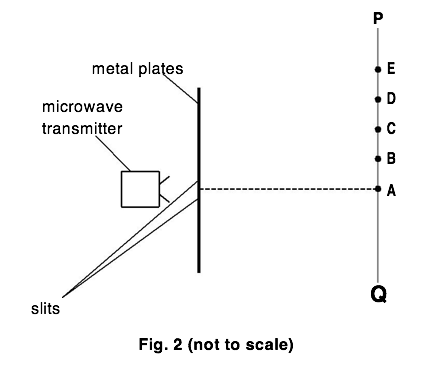 P
E
metal plates
D
microwave
transmitter
C
B
A
Q
slits
Fig. 2 (not to scale)